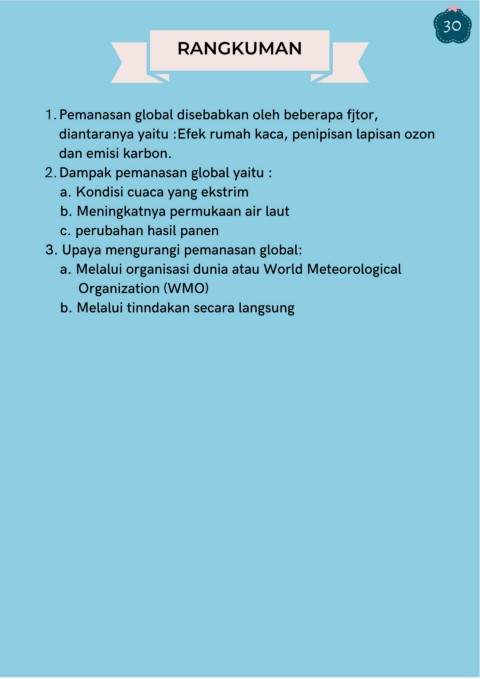 30
RANGKUMAN
1. Pemanasan global disebabkan oleh beberapa fjtor,
diantaranya yaitu :Efek rumah kaca, penipisan lapisan ozon
dan emisi karbon.
2. Dampak pemanasan global yaitu :
a. Kondisi cuaca yang ekstrim
b. Meningkatnya permukaan air laut
c. perubahan hasil panen
3. Upaya mengurangi pemanasan global:
a. Melalui organisasi dunia atau World Meteorological
Organization (WMO)
b. Melalui tinndakan secara langsung